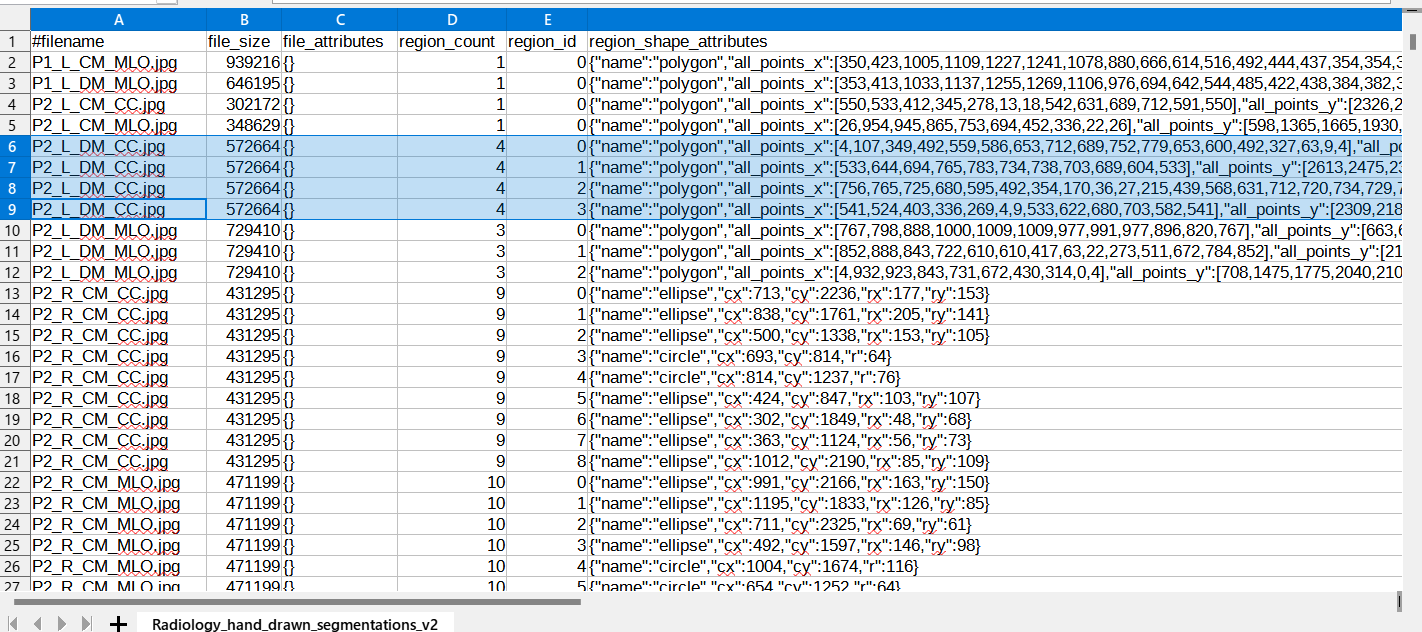 A B C D E
1 #filename file_size file_attributes region_count region_id region_shape_attributes
2 P1_L_CM_MLO.jpg 939216 {} 1 0 {"name":"polygon","all_points_x":[350,423,1005,1109,1227,1241,1078,880,666,614,516,492,444,437,354,354,3
3 P1_L_DM_MLO.jpg 646195 {} 1 0 {"name":"polygon","all_points_x":[353,413,1033,1137,1255,1269,1106,976,694,642,544,485,422,438,384,382,3
4 P2_L_CM_CC.jpg 302172 {} 1 0 {"name":"polygon","all_points_x":[550,533,412,345,278,13,18,542,631,689,712,591,550],"all_points_y":[2326,2
5 P2_L_CM_MLO.jpg 348629 {} 1 0 {"name":"polygon","all_points_x":[26,954,945,865,753,694,452,336,22,26],"all_points_y":[598,1365,1665,1930,
6 P2_L_DM_CC.jpg 572664 {} 4 0 {"name":"polygon","all_points_x":[4,107,349,492,559,586,653,712,689,752,779,653,600,492,327,63,9,4],"all_po
7 P2_L_DM_CC.jpg 572664 {} 4 1 {"name":"polygon","all_points_x":[533,644,694,765,783,734,738,703,689,604,533],"all_points_y":[2613,2475,23
8 P2_L_DM_CC.jpg 572664 {} 4 2 {"name":"polygon","all_points_x":[756,765,725,680,595,492,354,170,36,27,215,439,568,631,712,720,734,729,7
9 P2_L_DM_CC.jpg 572664 {} 4 3 {"name":"polygon","all_points_x":[541,524,403,336,269,4,9,533,622,680,703,582,541],"all_points_y":[2309,218
10 P2_L_DM_MLO.jpg 729410 {} 3 0 {"name":"polygon","all_points_x":[767,798,888,1000,1009,1009,977,991,977,896,820,767],"all_points_y":[663,6
11 P2_L_DM_MLO.jpg 729410 {} 3 1 {"name":"polygon","all_points_x":[852,888,843,722,610,610,417,63,22,273,511,672,784,852],"all_points_y":[21
12 P2_L_DM_MLO.jpg 729410 {} 3 2 {"name":"polygon","all_points_x":[4,932,923,843,731,672,430,314,0,4],"all_points_y":[708,1475,1775,2040,210
13 P2_R_CM_CC.jpg 431295 {} 9 0 {"name":"ellipse","cx":713,"cy":2236,"rx":177,"ry":153}
14 P2_R_CM_CC.jpg 431295 {} 9 1 {"name":"ellipse","cx":838,"cy":1761,"rx":205,"ry":141}
15 P2_R_CM_CC.jpg 431295 {} 9 2 {"name":"ellipse","cx":500,"cy":1338,"rx":153,"ry":105}
16 P2_R_CM_CC.jpg 431295 {} 9 3 {"name":"circle","cx":693,"cy":814,"r":64}
17 P2_R_CM_CC.jpg 431295 {} 9 4 {"name":"circle","cx":814,"cy":1237,"r":76}
18 P2_R_CM_CC.jpg 431295 {} 9 5 {"name":"ellipse","cx":424,"cy":847,"rx":103,"ry":107}
19 P2_R_CM_CC.jpg 431295 {} 9 6 {"name":"ellipse","cx":302,"cy":1849,"rx":48,"ry":68}
20 P2_R_CM_CC.jpg 431295 {} 9 7 {"name":"ellipse","cx":363,"cy":1124,"rx":56,"ry":73}
21 P2_R_CM_CC.jpg 431295 {} 9 8 {"name":"ellipse","cx":1012,"cy":2190,"rx":85,"ry":109}
22 P2_R_CM_MLO.jpg 471199 {} 10 0 {"name":"ellipse","cx":991,"cy":2166,"rx":163,"ry":150}
23 P2_R_CM_MLO.jpg 471199 {} 10 1 {"name":"ellipse","cx":1195,"cy":1833,"rx":126,"ry":85}
24 P2_R_CM_MLO.jpg 471199 {} 10 2 {"name":"ellipse","cx":711,"cy":2325,"rx":69,"ry":61}
25 P2_R_CM_MLO.jpg 471199 {} 10 3 {"name":"ellipse","cx":492,"cy":1597,"rx":146,"ry":98}
26 P2_R_CM_MLO.jpg 471199 {} 10 4 {"name":"circle","cx":1004,"cy":1674,"r":116}
27 P2_R_CM_MLO.jpg 471199 {} 10 5 {"name":"circle","cx":654,"cy":1252,"r":64}
Radiology_hand_drawn_segmentations_v2